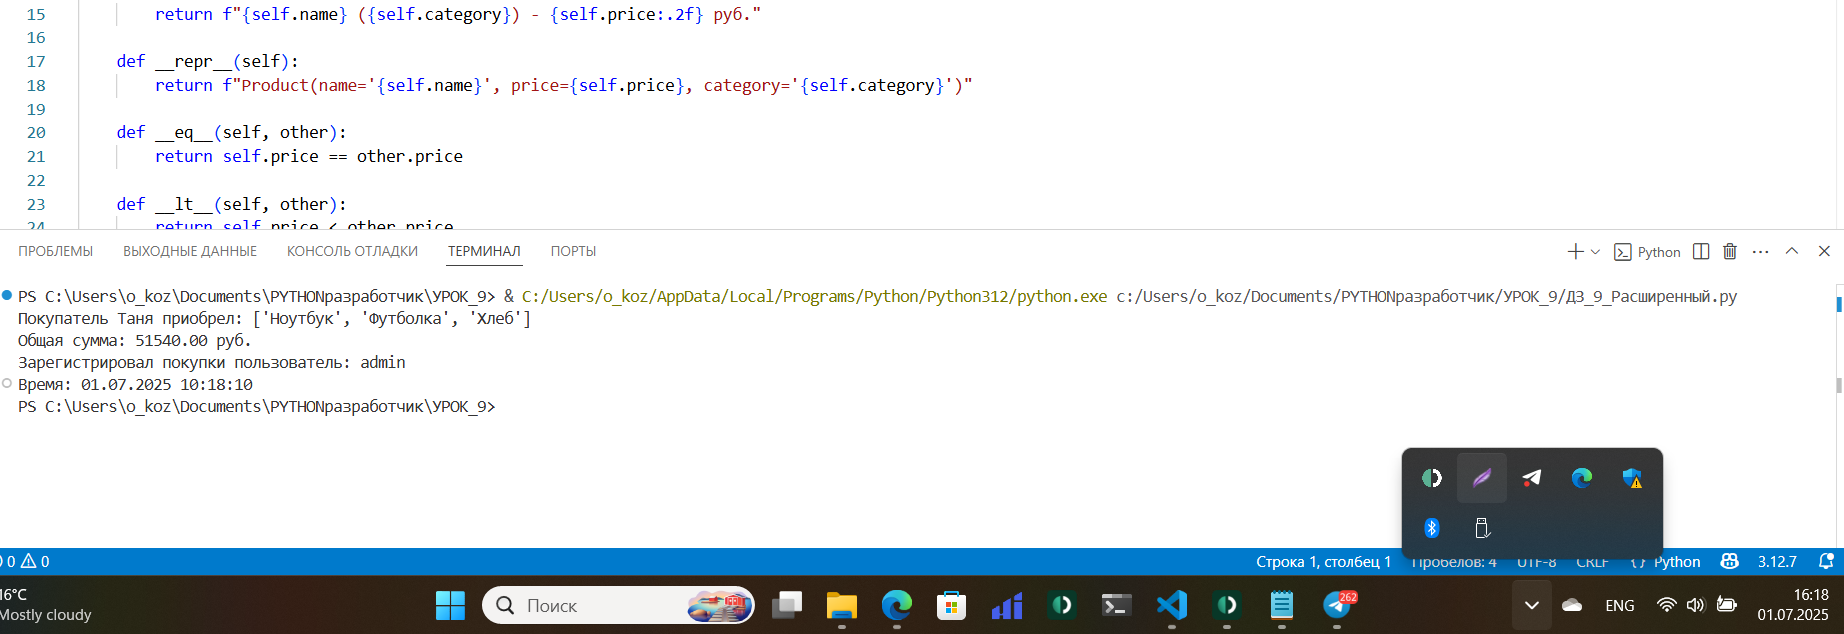 15 return f"{self.name} ({self.category}) - {self.price:.2f} руб."
16
17 def __repr__(self):
18 return f"Product(name='{self.name}', price={self.price}, category='{self.category}')"
19
20 def __eq__(self, other):
21 return self.price == other.price
22
23 def __lt__(self, other):
24 return self.price < other.price
ПРОБЛЕМЫ ВЫХОДНЫЕ ДАННЫЕ КОНСОЛЬ ОТЛАДКИ ТЕРМИНАЛ ПОРТЫ Python
PS C:\Users\o_koz\Documents\PYTHONразработчик\УРОК_9> & C:/Users/o_koz/AppData/Local/Programs/Python/Python312/python.exe c:/Users/o_koz/Documents/PYTHONразработчик/УРОК_9/ДЗ_9_Расширенный.py
Покупатель Таня приобрел: ['Ноутбук', 'Футболка', 'Хлеб']
Общая сумма: 51540.00 руб.
Зарегистрировал покупки пользователь: admin
Время: 01.07.2025 10:18:10
PS C:\Users\o_koz\Documents\PYTHONразработчик\УРОК_9>
0 0 Строка 1, столбец 1 Пробелов: 4 UTF-8 CRLF {} Python 3.12.7
16°C
Mostly cloudy
Поиск
262
ENG
16:18
01.07.2025